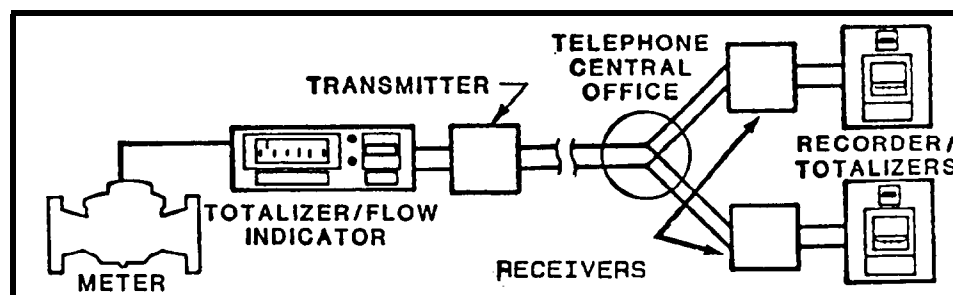 TELEPHONE
CENTRAL
OFFICE
TRANSMITTER
RECORDER/
TOTALIZERS
TOTALIZER/FLOW
INDICATOR
METER
RECEIVERS